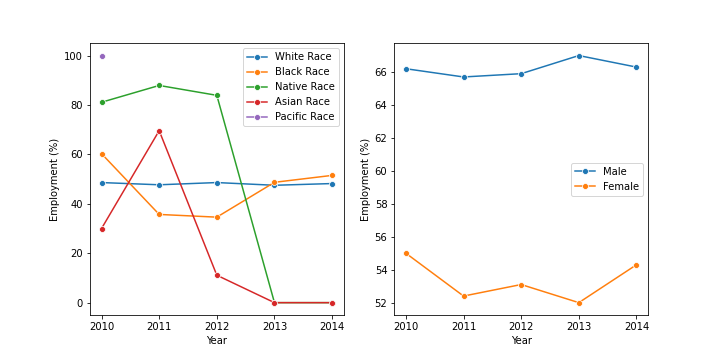 100
80
60
40
20
0
Employment (%)
2010 2011 2012 2013 2014
Year
White Race
Black Race
Native Race
Asian Race
Pacific Race
66
64
62
60
58
56
54
52
Employment (%)
2010 2011 2012 2013 2014
Year
Male
Female